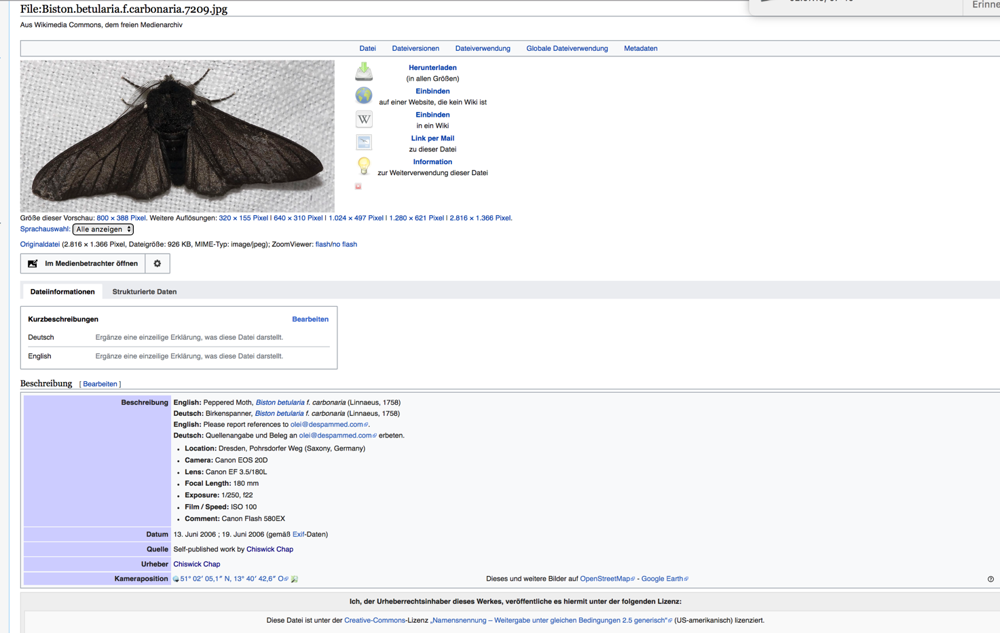 File:Biston.betularia.f.carbonaria.7209.jpg
Aus Wikimedia Commons, dem freien Medienarchiv
Erinne
Datei Dateiversionen Dateiverwendung Globale Dateiverwendung Metadaten
Herunterladen
(in allen Größen)
Einbinden
auf einer Website, die kein Wiki ist
W
Einbinden
in ein Wiki
Link per Mail
zu dieser Datei
Information
zur Weiterverwendung dieser Datei
Größe dieser Vorschau: 800 × 388 Pixel. Weitere Auflösungen: 320 × 155 Pixel | 640 × 310 Pixel | 1.024 × 497 Pixel | 1.280 × 621 Pixel | 2.816 × 1.366 Pixel.
Sprachauswahl: Alle anzeigen
Originaldatei (2.816 × 1.366 Pixel, Dateigröße: 926 KB, MIME-Typ: image/jpeg); ZoomViewer: flash/no flash
Im Medienbetrachter öffnen
Dateiinformationen Strukturierte Daten
Kurzbeschreibungen Bearbeiten
Deutsch Ergänze eine einzeilige Erklärung, was diese Datei darstellt.
English Ergänze eine einzeilige Erklärung, was diese Datei darstellt.
Beschreibung [ Bearbeiten ]
Beschreibung English: Peppered Moth, Biston betularia f. carbonaria (Linnaeus, 1758)
Deutsch: Birkenspanner, Biston betularia f. carbonaria (Linnaeus, 1758)
English: Please report references to olei@despammed.com.
Deutsch: Quellenangabe und Beleg an olei@despammed.com erbeten.
• Location: Dresden, Pohrsdorfer Weg (Saxony, Germany)
• Camera: Canon EOS 20D
• Lens: Canon EF 3.5/180L
• Focal Length: 180 mm
• Exposure: 1/250, f22
• Film / Speed: ISO 100
• Comment: Canon Flash 580EX
Datum 13. Juni 2006 ; 19. Juni 2006 (gemäß Exif-Daten)
Quelle Self-published work by Chiswick Chap
Urheber Chiswick Chap
Kameraposition 51° 02′ 05,1″ N, 13° 40′ 42,6″ O Dieses und weitere Bilder auf OpenStreetMap - Google Earth
Ich, der Urheberrechtsinhaber dieses Werkes, veröffentliche es hiermit unter der folgenden Lizenz:
Diese Datei ist unter der Creative-Commons-Lizenz „Namensnennung – Weitergabe unter gleichen Bedingungen 2.5 generisch“ (US-amerikanisch) lizenziert.